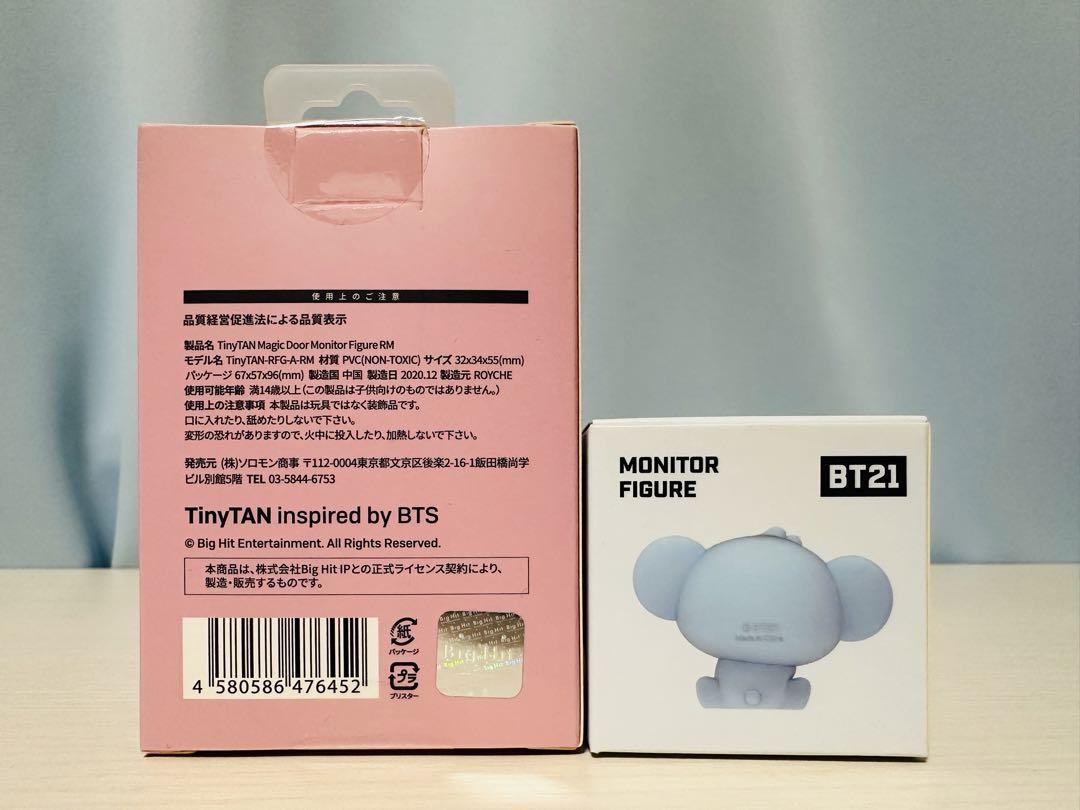 使用上のご注意
品質経営促進法による品質表示
製品名 TinyTAN Magic Door Monitor Figure RM
モデル名 TinyTAN-RFG-A-RM 材質 PVC(NON-TOXIC) サイズ 32x34x55(mm)
パッケージ 67x57x96(mm) 製造国 中国 製造日 2020.12 製造元 ROYCHE
使用可能年齢 満14歳以上(この製品は子供向けのものではありません。)
使用上の注意事項 本製品は玩具ではなく装飾品です。
口に入れたり、舐めたりしないで下さい。
変形の恐れがありますので、火中に投入したり、加熱しないで下さい。
発売元 (株)ソロモン商事 〒112-0004東京都文京区後楽2-16-1飯田橋尚学
ビル別館5階 TEL 03-5844-6753
TinyTAN inspired by BTS
© Big Hit Entertainment. All Rights Reserved.
本商品は、株式会社Big Hit IPとの正式ライセンス契約により、
製造・販売するものです。
4 580586 476452
紙
パッケージ
プラ
ブリスター
Big Hit
MONITOR
FIGURE
BT21